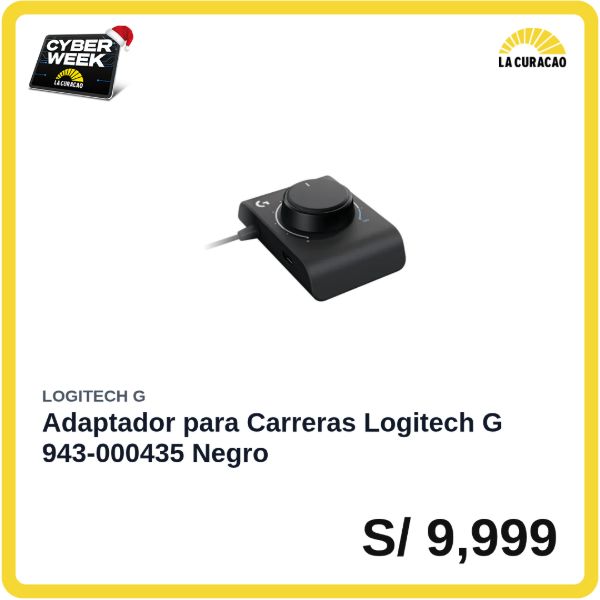 CYBER
WEEK
LA CURACAO
LA CURACAO
LOGITECH G
Adaptador para Carreras Logitech G
943-000435 Negro
S/ 9,999